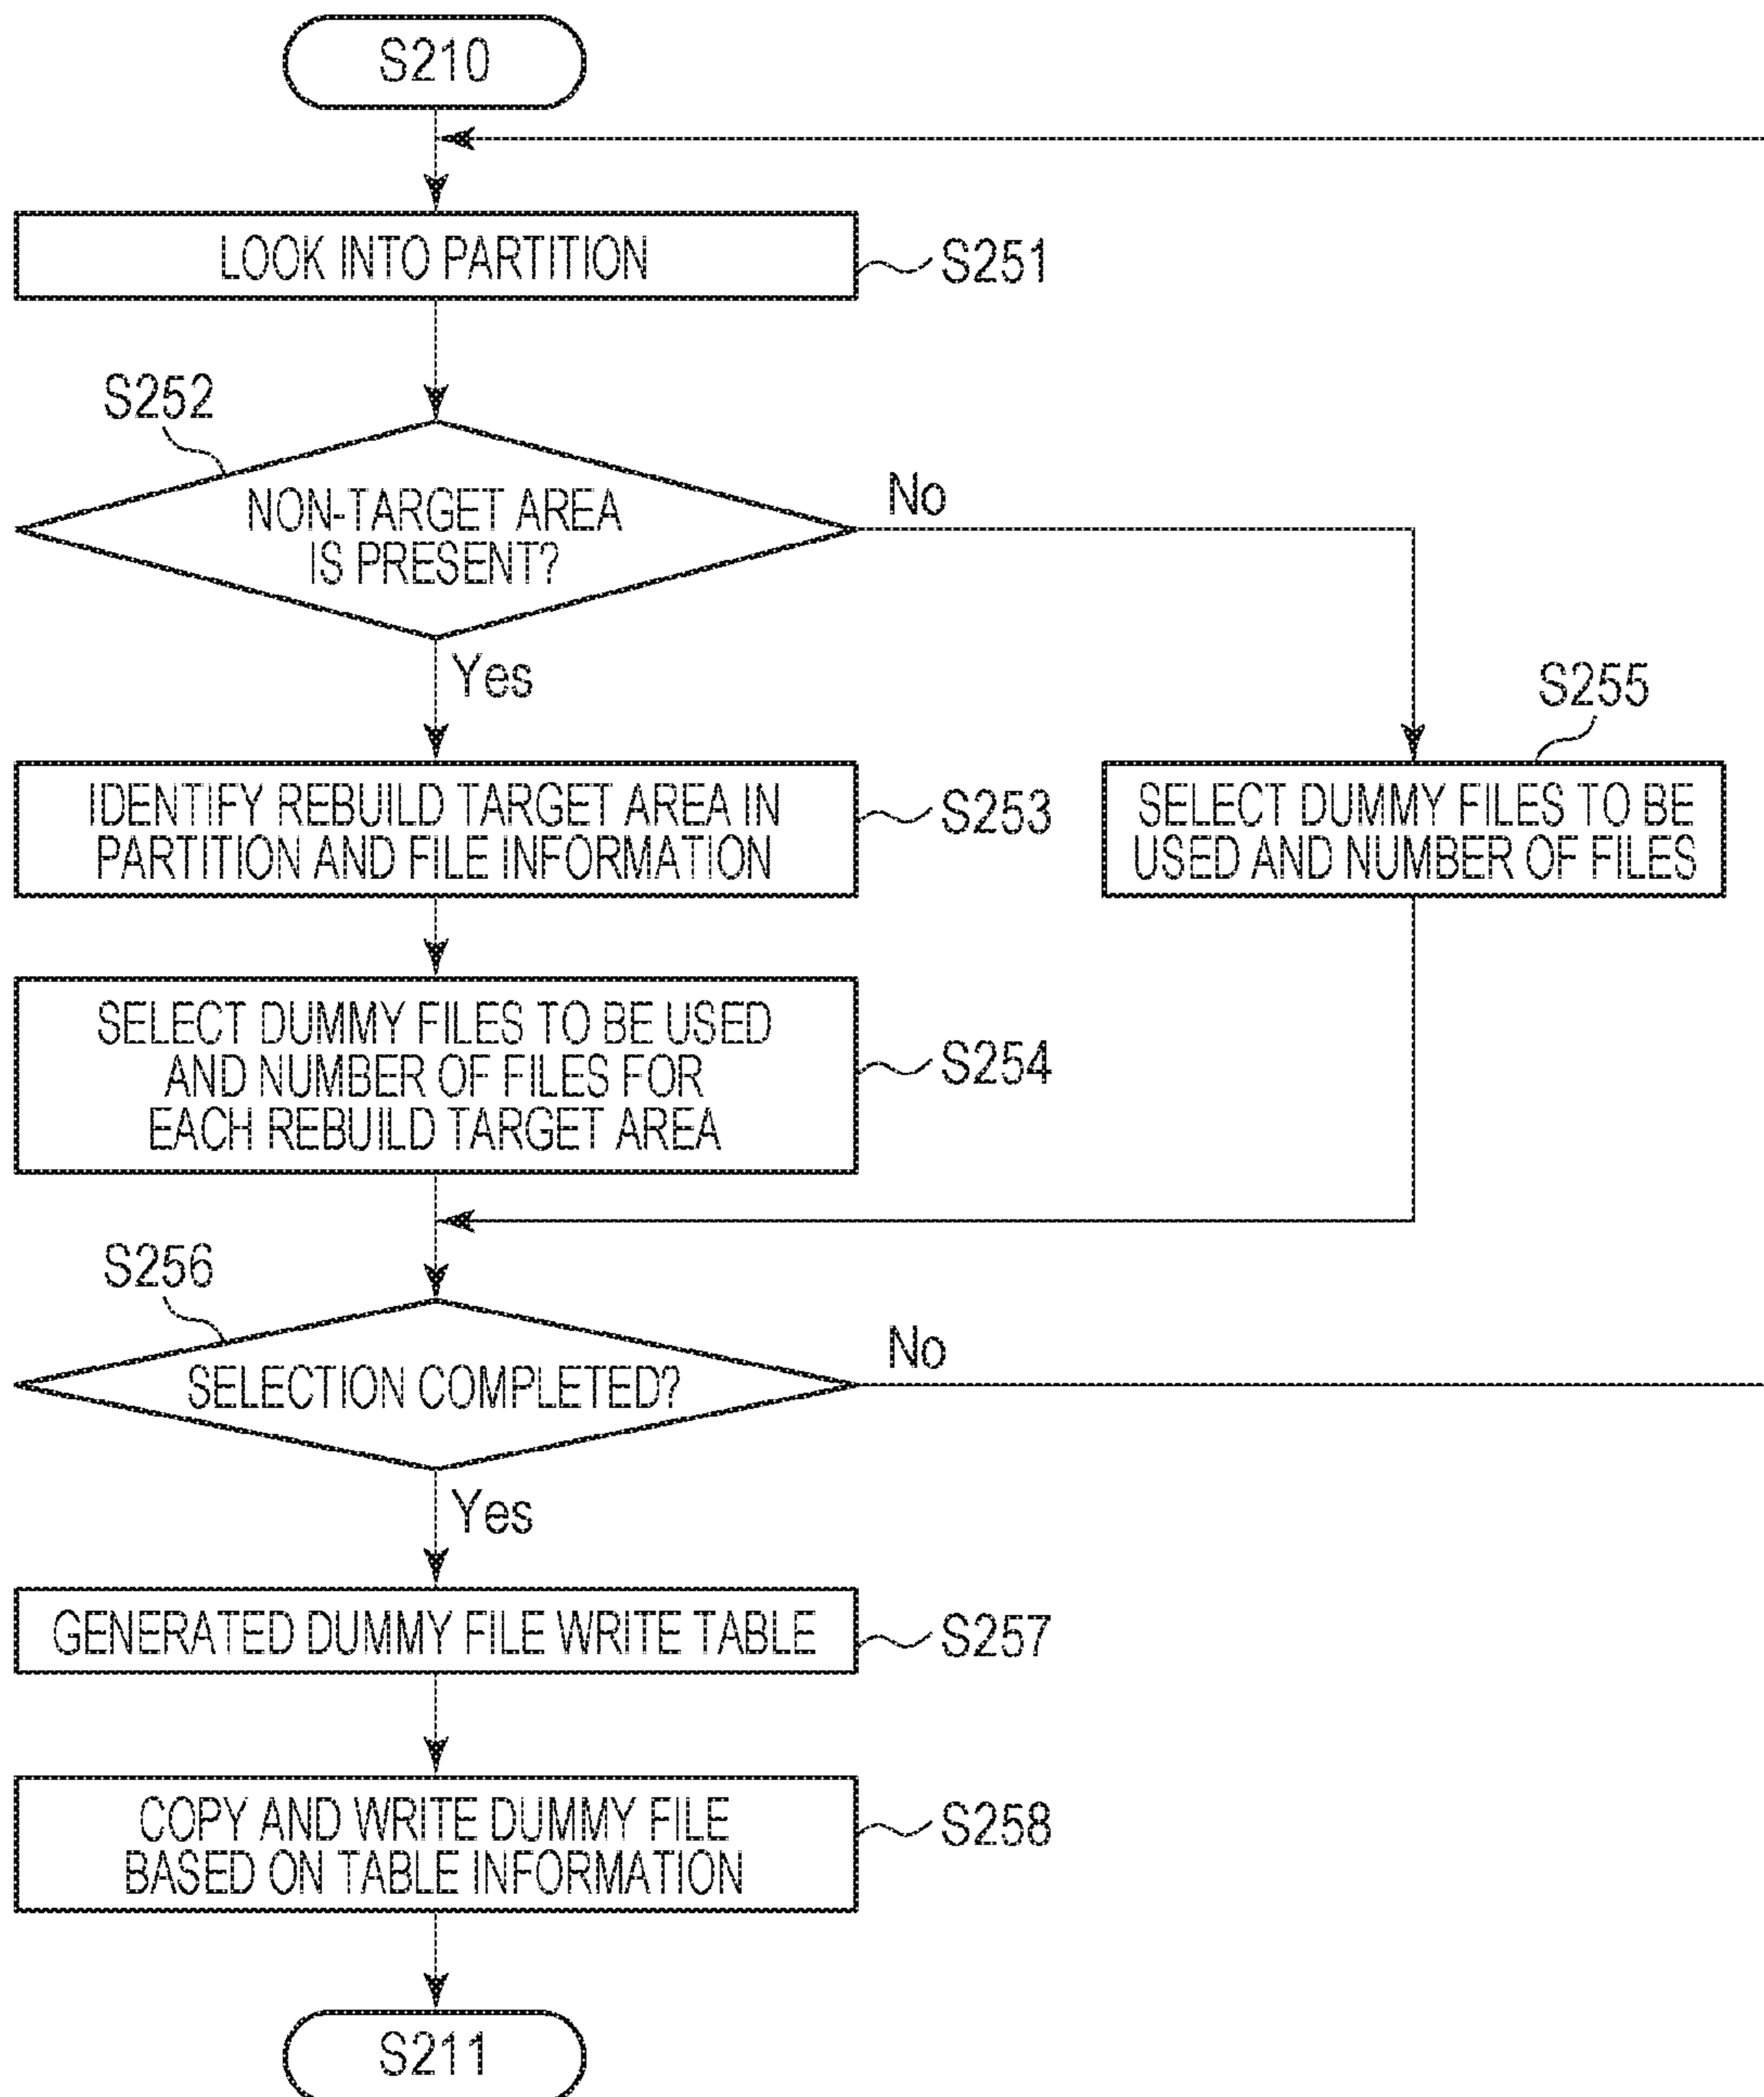 S210
LOOK INTO PARTITION
S251
S252
NON-TARGET AREA
IS PRESENT?
No
Yes
S255
IDENTIFY REBUILD TARGET AREA IN
PARTITION AND FILE INFORMATION
S253
SELECT DUMMY FILES TO BE
USED AND NUMBER OF FILES
SELECT DUMMY FILES TO BE USED
AND NUMBER OF FILES FOR
EACH REBUILD TARGET AREA
S254
S256
SELECTION COMPLETED?
No
Yes
GENERATED DUMMY FILE WRITE TABLE
S257
COPY AND WRITE DUMMY FILE
BASED ON TABLE INFORMATION
S258
S211